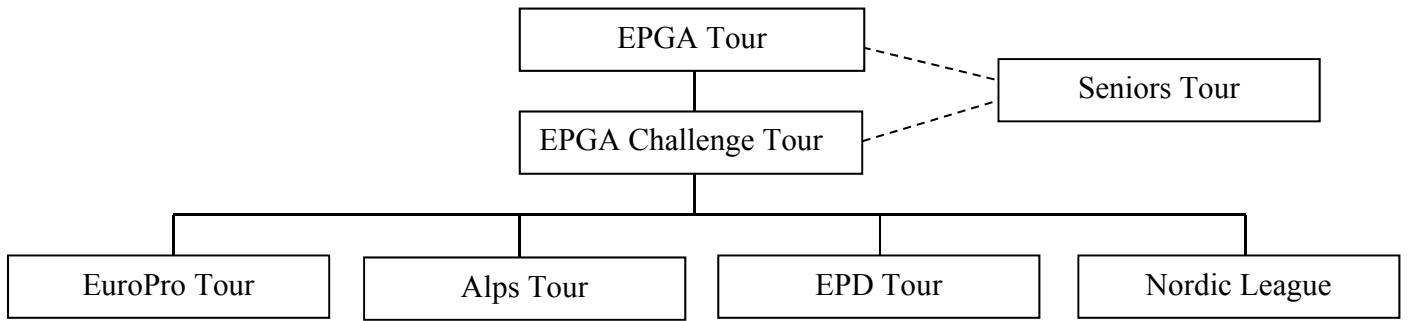 EPGA Tour
Seniors Tour
EPGA Challenge Tour
EuroPro Tour
Alps Tour
EPD Tour
Nordic League